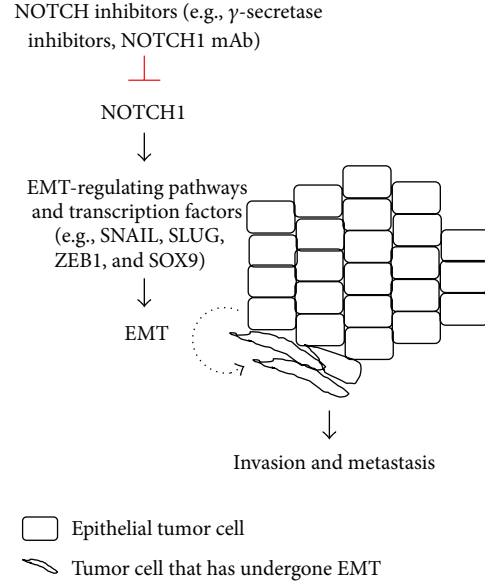 NOTCH inhibitors (e.g., γ-secretase
inhibitors, NOTCH1 mAb)
NOTCH1
EMT-regulating pathways
and transcription factors
(e.g., SNAIL, SLUG,
ZEB1, and SOX9)
EMT
Invasion and metastasis
Epithelial tumor cell
Tumor cell that has undergone EMT